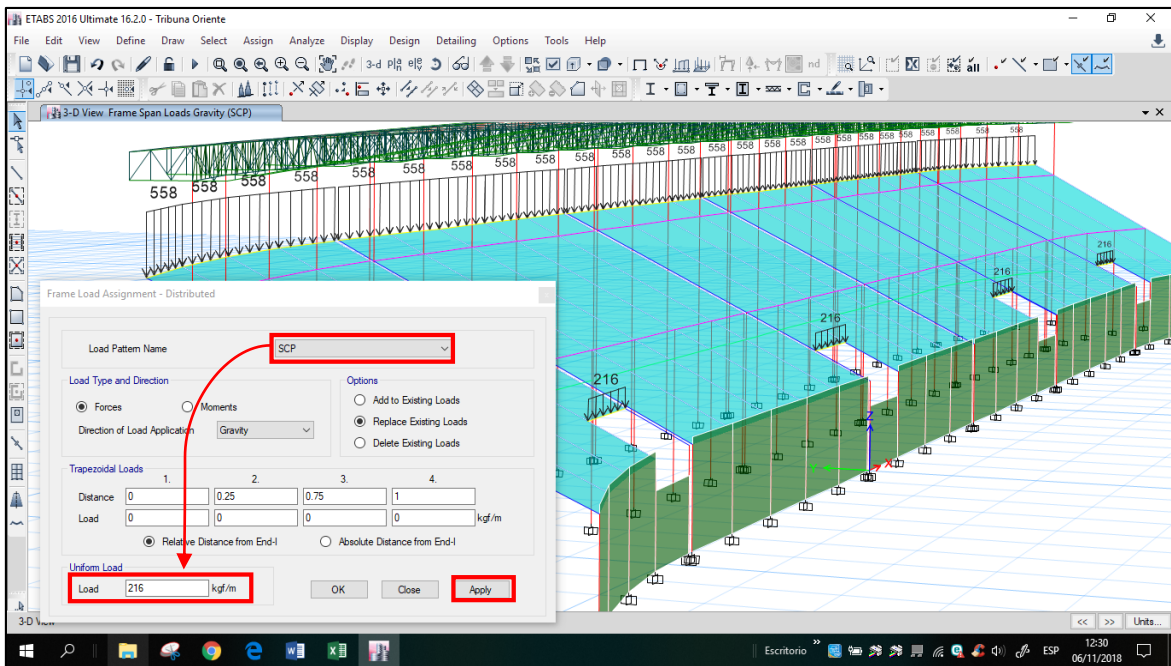 ETABS 2016 Ultimate 16.2.0 - Tribuna Oriente
File Edit View Define Draw Select Assign Analyze Display Design Detailing Options Tools Help
3-d
nd
all
3-D View Frame Span Loads Gravity (SCP)
558 558 558 558 558 558 558 558 558 558 558 558 558 558 558 558 558 558 558 558
216
216
216
216
Z
Y
X
Frame Load Assignment - Distributed
Load Pattern Name SCP
Load Type and Direction
Forces Moments
Direction of Load Application Gravity
Options
Add to Existing Loads
Replace Existing Loads
Delete Existing Loads
Trapezoidal Loads
1. 2. 3. 4.
Distance 0 0.25 0.75 1
Load 0 0 0 0 kgf/m
Relative Distance from End-I Absolute Distance from End-I
Uniform Load
Load 216 kgf/m
OK Close Apply
3-D View
<< >> Units...
Escritorio » ESP 12:30
06/11/2018